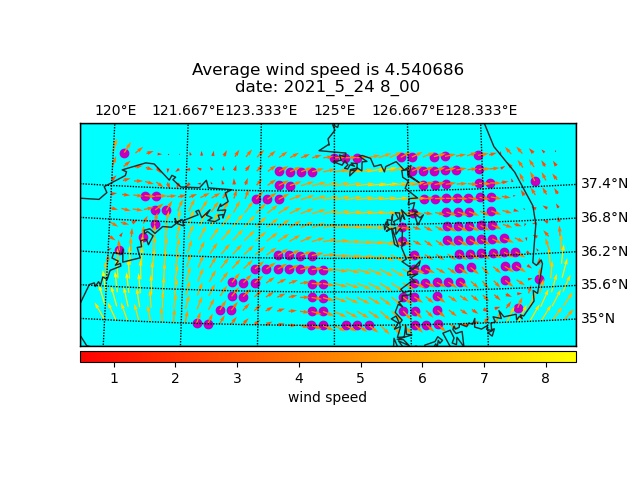 Average wind speed is 4.540686
date: 2021_5_24 8_00
120°E 121.667°E 123.333°E 125°E 126.667°E 128.333°E
37.4°N
36.8°N
36.2°N
35.6°N
35°N
1 2 3 4 5 6 7 8
wind speed